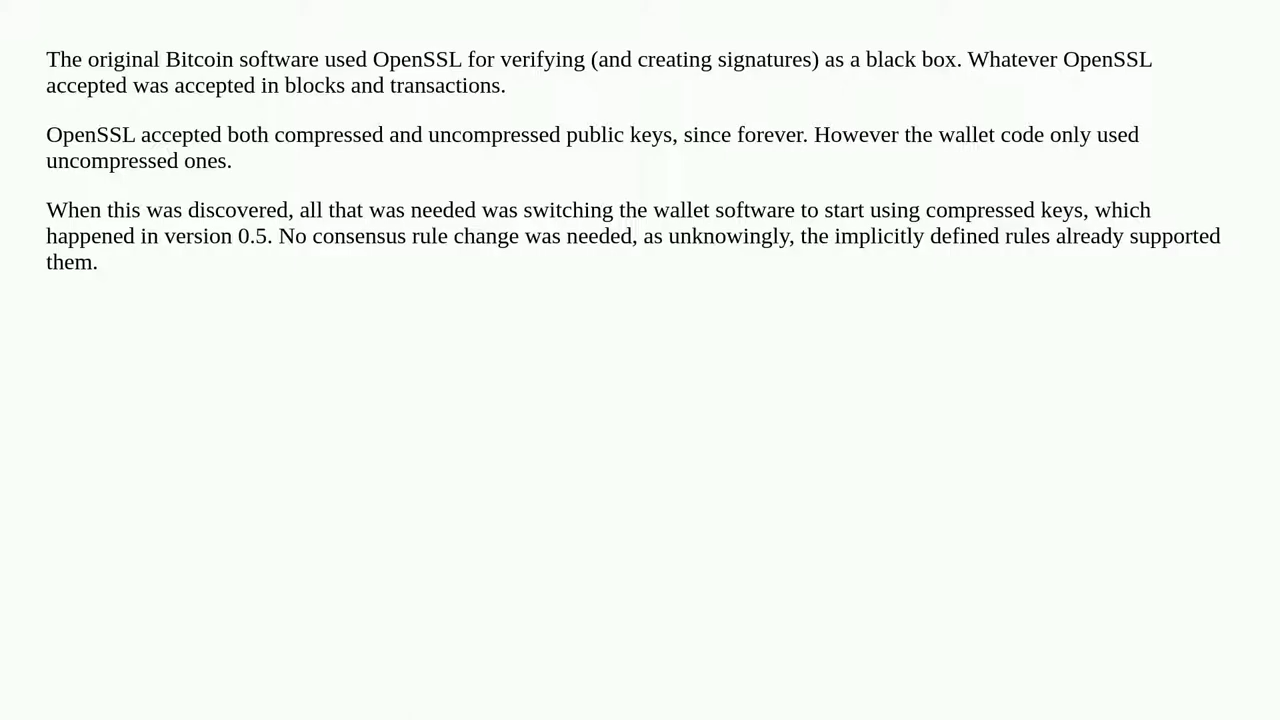 The original Bitcoin software used OpenSSL for verifying (and creating signatures) as a black box. Whatever OpenSSL
accepted was accepted in blocks and transactions.
OpenSSL accepted both compressed and uncompressed public keys, since forever. However the wallet code only used
uncompressed ones.
When this was discovered, all that was needed was switching the wallet software to start using compressed keys, which
happened in version 0.5. No consensus rule change was needed, as unknowingly, the implicitly defined rules already supported
them.